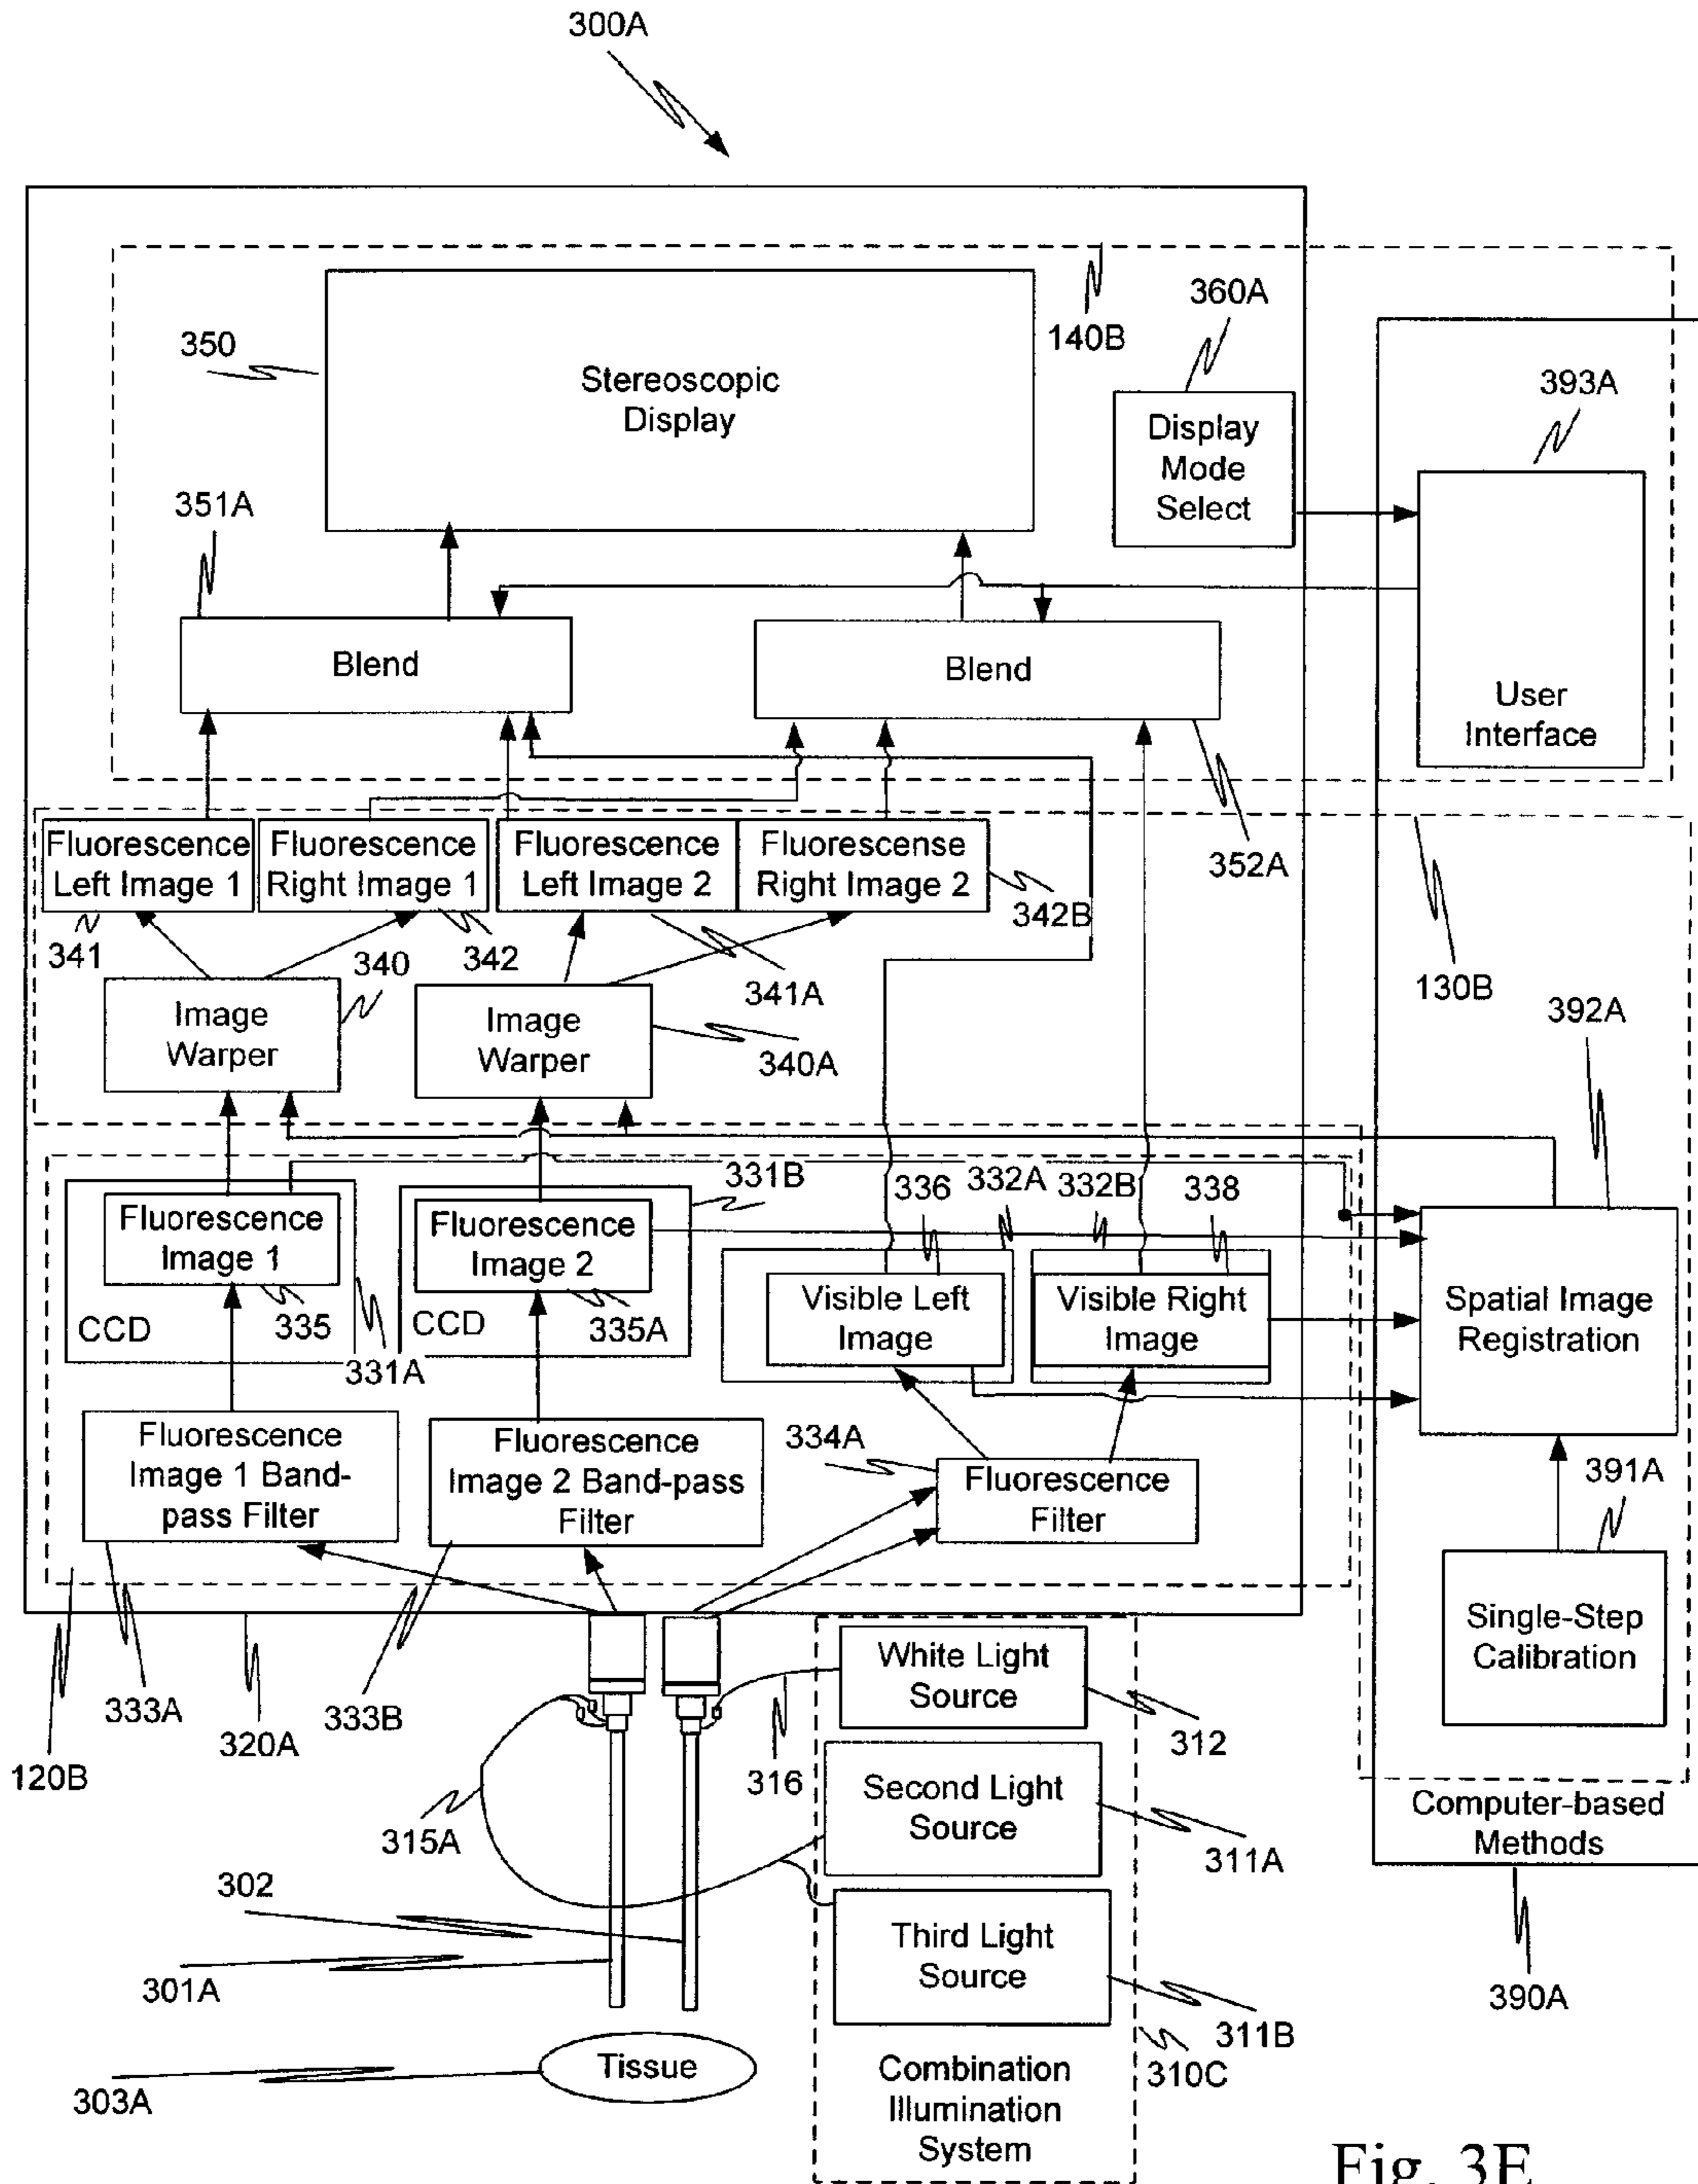 300A
140B
360A
350
Stereoscopic
Display
Display
Mode
Select
393A
351A
Blend
Blend
User
Interface
Fluorescence
Left Image 1
Fluorescence
Right Image 1
Fluorescence
Left Image 2
Fluorescense
Right Image 2
352A
342B
341
340
342
341A
130B
392A
Image
Warper
Image
Warper
340A
331B
336
332A
332B
338
Fluorescence
Image 1
CCD
335
331A
Fluorescence
Image 2
CCD
335A
Visible Left
Image
Visible Right
Image
Spatial Image
Registration
Fluorescence
Image 1 Band-
pass Filter
Fluorescence
Image 2 Band-pass
Filter
334A
Fluorescence
Filter
391A
Single-Step
Calibration
120B
333A
320A
333B
White Light
Source
312
316
315A
Second Light
Source
311A
Computer-based
Methods
302
301A
Third Light
Source
311B
390A
303A
Tissue
Combination
Illumination
System
310C
Fig. 3E